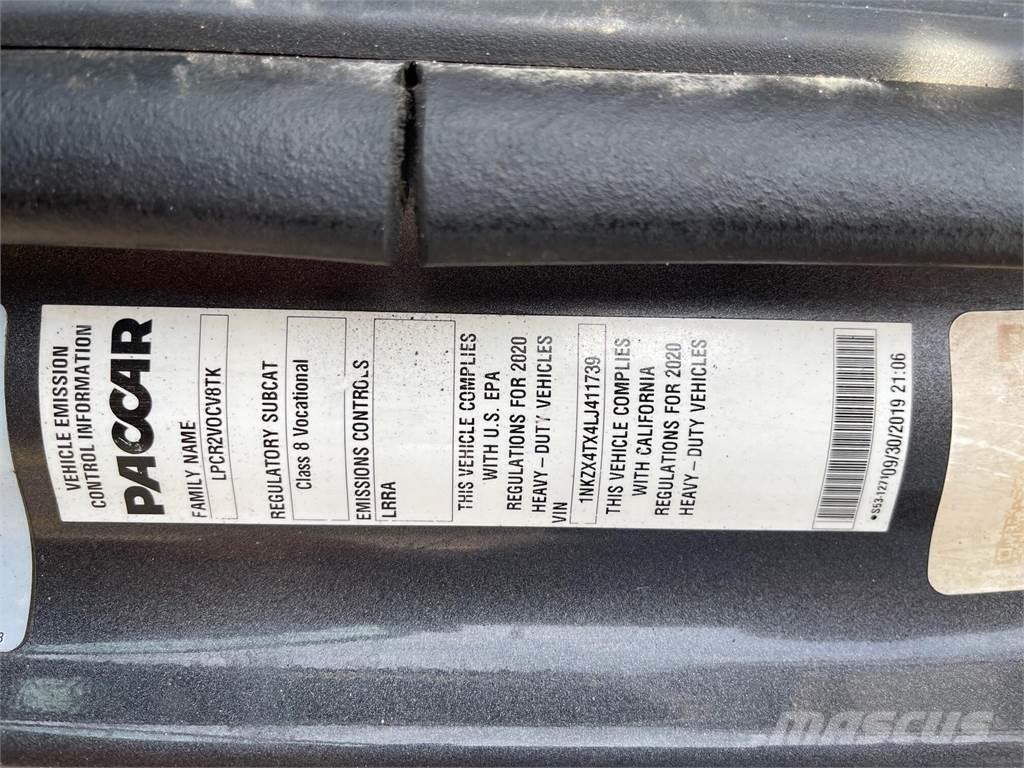 VEHICLE EMISSION
CONTROL INFORMATION
PACCAR
FAMILY NAME
LPCR2VOCV8TK
REGULATORY SUBCAT
Class 8 Vocational
EMISSIONS CONTROLS
LRRA
THIS VEHICLE COMPLIES
WITH U.S. EPA
REGULATIONS FOR 2020
HEAVY-DUTY VEHICLES
VIN
1NKZX4TX4LJ411739
THIS VEHICLE COMPLIES
WITH CALIFORNIA
REGULATIONS FOR 2020
HEAVY-DUTY VEHICLES
•S53-1271 09/30/2019 21:06
MASCUS